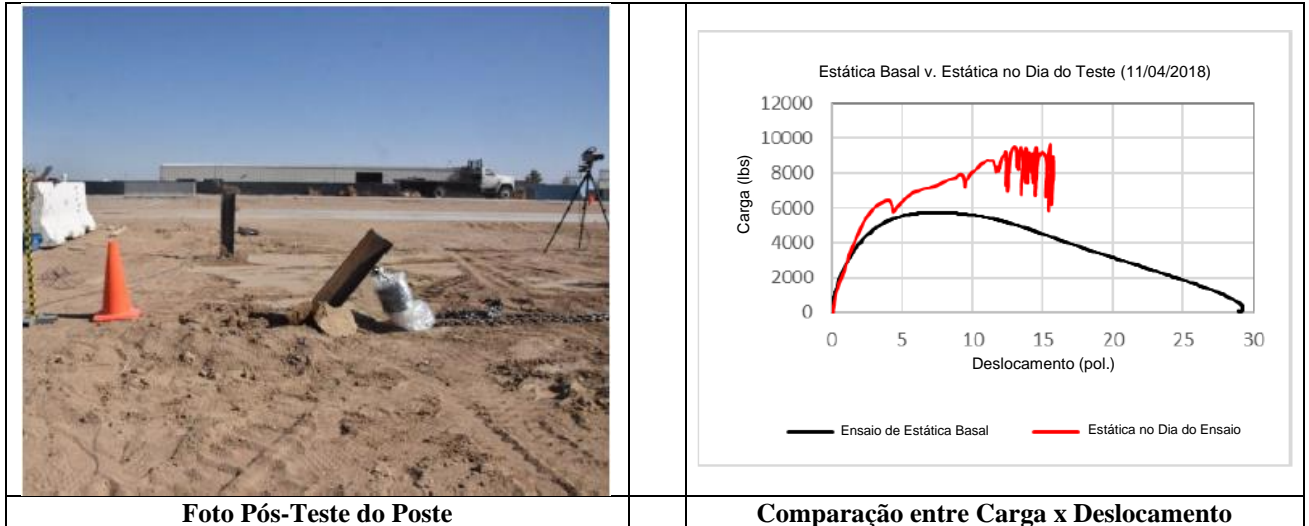 Estática Basal v. Estática no Dia do Teste (11/04/2018)
12000
10000
8000
6000
4000
2000
0
Carga (lbs)
0 5 10 15 20 25 30
Deslocamento (pol.)
Ensaio de Estática Basal Estática no Dia do Ensaio
Foto Pós-Teste do Poste Comparação entre Carga x Deslocamento